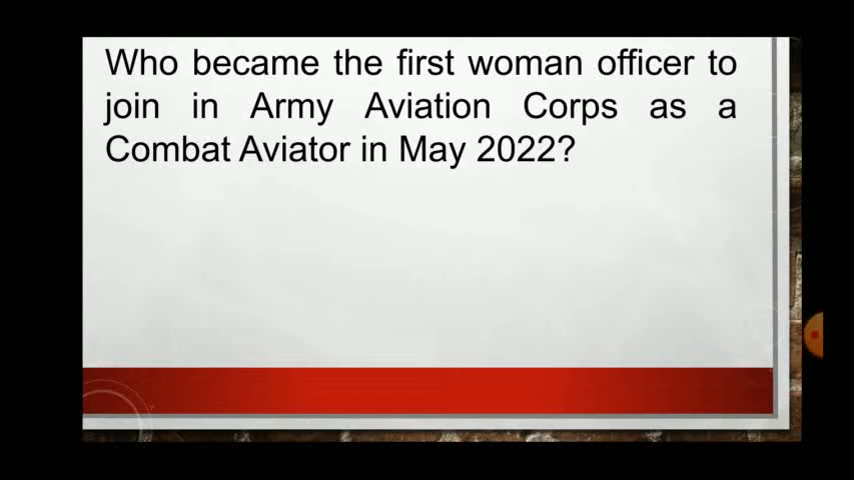 Who became the first woman officer to
join in Army Aviation Corps as a
Combat Aviator in May 2022?